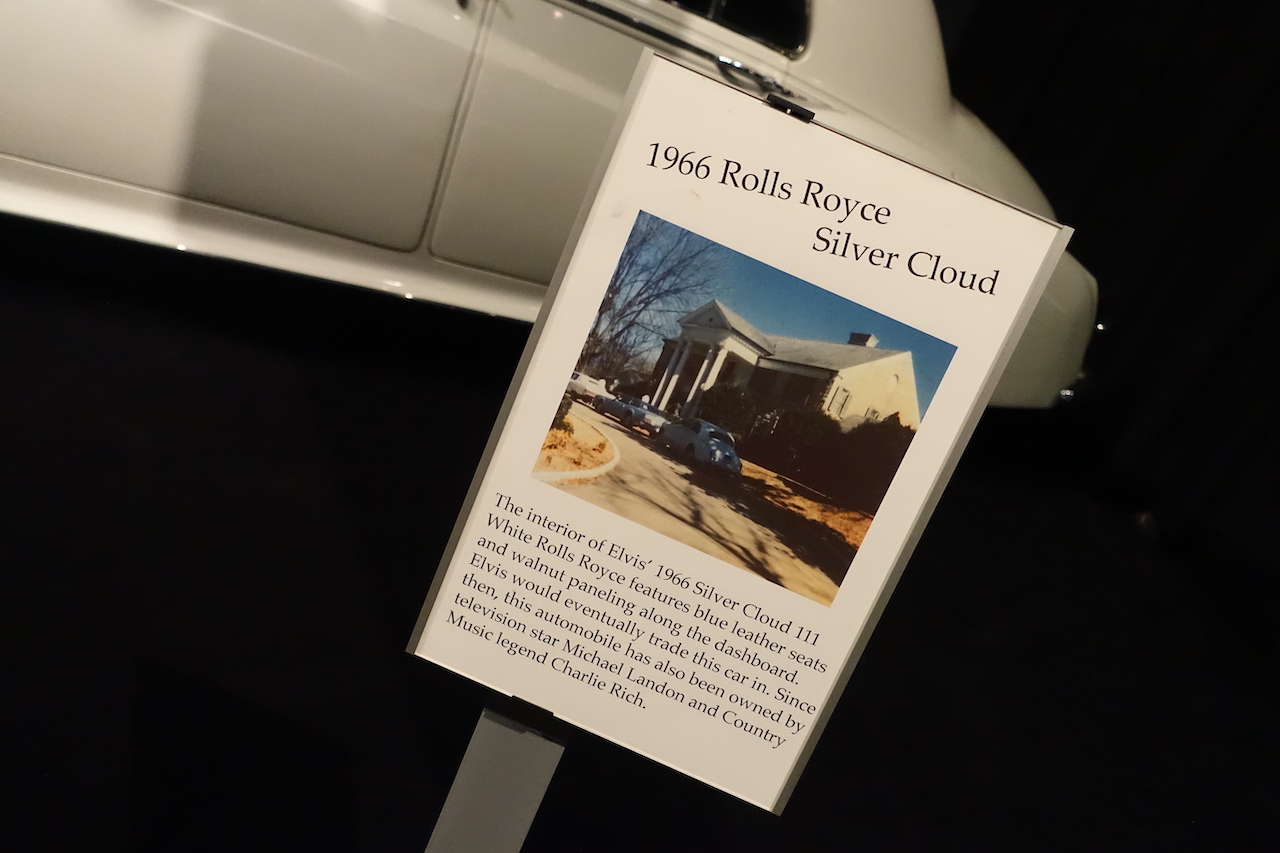 1966 Rolls Royce
Silver Cloud
The interior of Elvis’ 1966 Silver Cloud 111
White Rolls Royce features blue leather seats
and walnut paneling along the dashboard.
Elvis would eventually trade this car in. Since
then, this automobile has also been owned by
television star Michael Landon and Country
Music legend Charlie Rich.